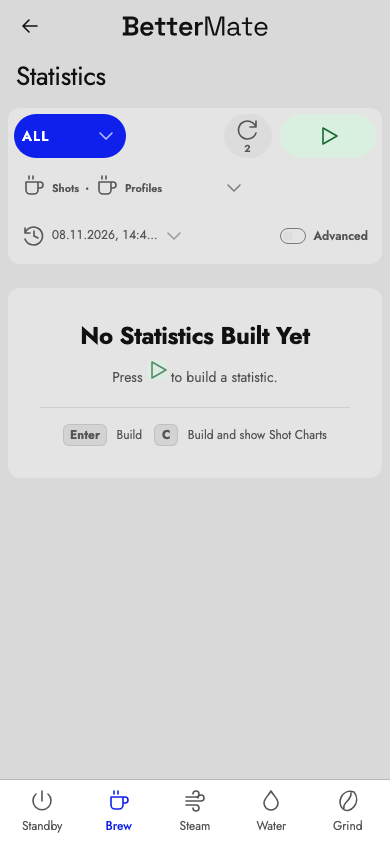 BetterMate
Statistics
ALL
2
Shots · Profiles
08.11.2026, 14:4...
Advanced
No Statistics Built Yet
Press to build a statistic.
Enter Build C Build and show Shot Charts
Standby Brew Steam Water Grind